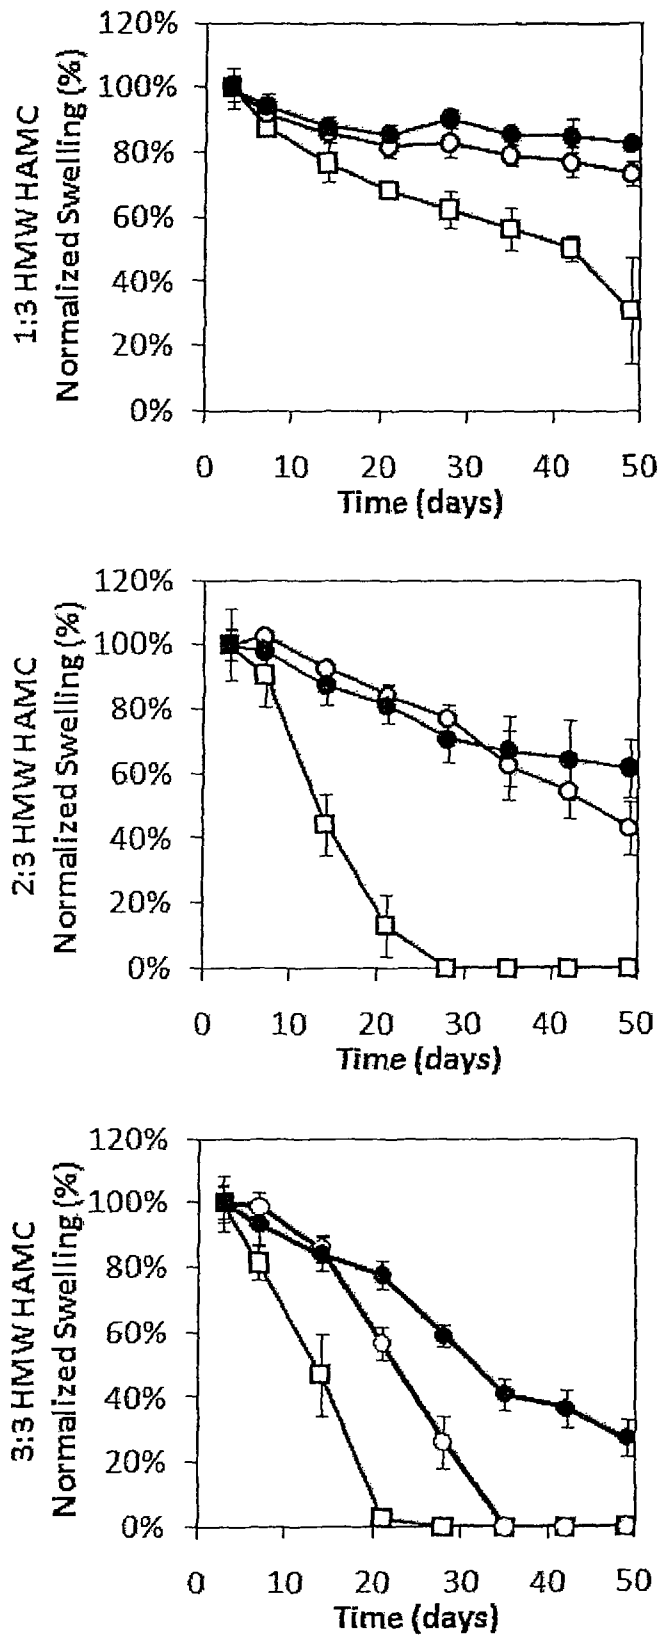 1:3 HMW HAMC
Normalized Swelling (%)
120%
100%
80%
60%
40%
20%
0%
0 10 20 30 40 50
Time (days)
2:3 HMW HAMC
Normalized Swelling (%)
120%
100%
80%
60%
40%
20%
0%
0 10 20 30 40 50
Time (days)
3:3 HMW HAMC
Normalized Swelling (%)
120%
100%
80%
60%
40%
20%
0%
0 10 20 30 40 50
Time (days)